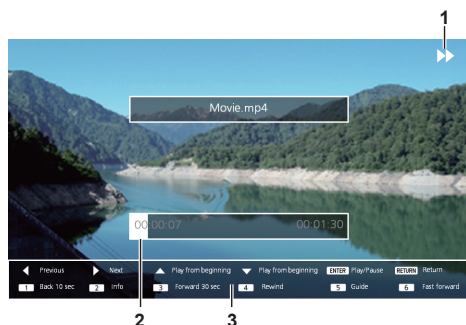 1
Movie.mp4
00:00:07 00:01:30
Previous Next Play from beginning Play from beginning ENTER Play/Pause RETURN Return
1 Back 10 sec 2 Info 3 Forward 30 sec 4 Rewind 5 Guide 6 Fast forward
2 3